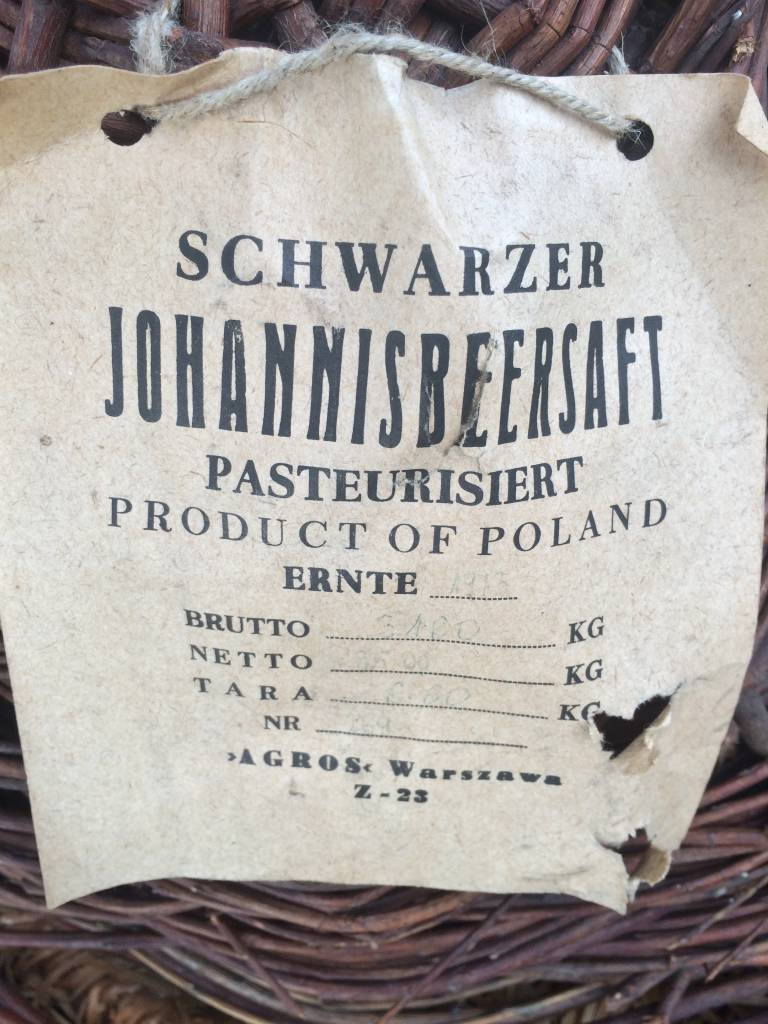 SCHWARZER
JOHANNISBEERSAFT
PASTEURISIERT
PRODUCT OF POLAND
ERNTE
BRUTTO KG
NETTO KG
TARA KG
NR
›AGROS‹ Warszawa
Z-23